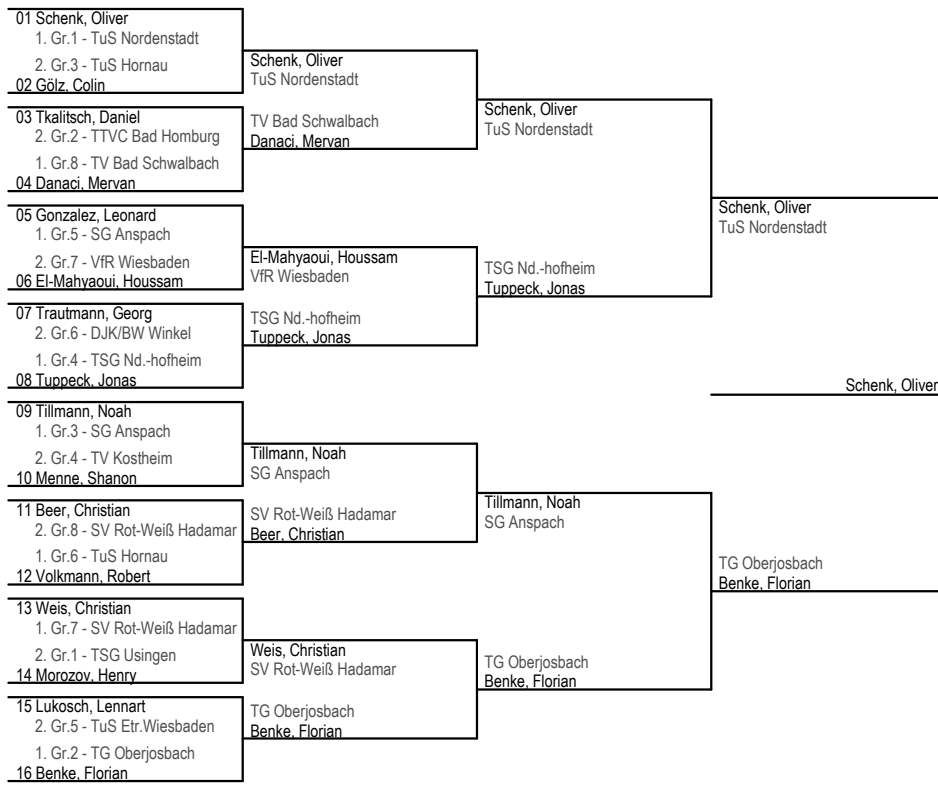 01 Schenk, Oliver
1. Gr.1 - TuS Nordenstadt
2. Gr.3 - TuS Hornau
02 Gölz, Colin
03 Tkalitsch, Daniel
2. Gr.2 - TTVC Bad Homburg
1. Gr.8 - TV Bad Schwalbach
04 Danaci, Mervan
05 Gonzalez, Leonard
1. Gr.5 - SG Anspach
2. Gr.7 - VfR Wiesbaden
06 El-Mahyaoui, Houssam
07 Trautmann, Georg
2. Gr.6 - DJK/BW Winkel
1. Gr.4 - TSG Nd.-hofheim
08 Tuppeck, Jonas
09 Tillmann, Noah
1. Gr.3 - SG Anspach
2. Gr.4 - TV Kostheim
10 Menne, Shanon
11 Beer, Christian
2. Gr.8 - SV Rot-Weiß Hadamar
1. Gr.6 - TuS Hornau
12 Volkmann, Robert
13 Weis, Christian
1. Gr.7 - SV Rot-Weiß Hadamar
2. Gr.1 - TSG Usingen
14 Morozov, Henry
15 Lukosch, Lennart
2. Gr.5 - TuS Etr.Wiesbaden
1. Gr.2 - TG Oberjosbach
16 Benke, Florian
Schenk, Oliver
TuS Nordenstadt
TV Bad Schwalbach
Danaci, Mervan
El-Mahyaoui, Houssam
VfR Wiesbaden
TSG Nd.-hofheim
Tuppeck, Jonas
Tillmann, Noah
SG Anspach
SV Rot-Weiß Hadamar
Beer, Christian
Weis, Christian
SV Rot-Weiß Hadamar
TG Oberjosbach
Benke, Florian
Schenk, Oliver
TuS Nordenstadt
TSG Nd.-hofheim
Tuppeck, Jonas
Tillmann, Noah
SG Anspach
TG Oberjosbach
Benke, Florian
Schenk, Oliver
TuS Nordenstadt
TG Oberjosbach
Benke, Florian
Schenk, Oliver